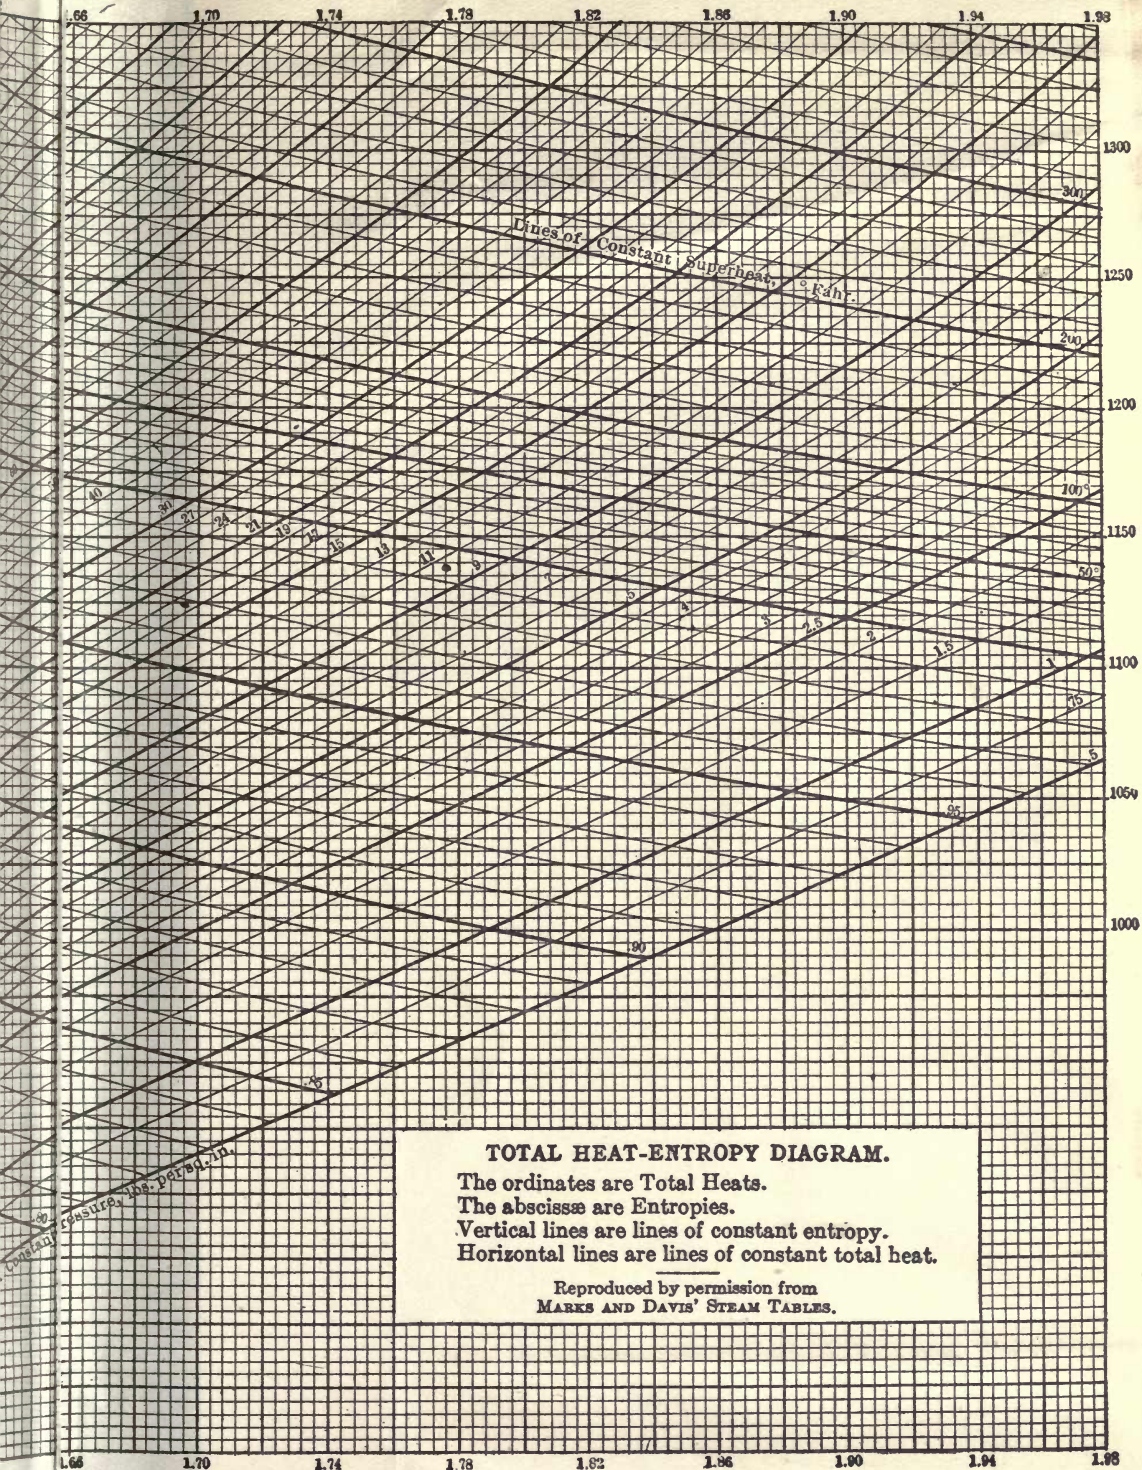 .66 1.70 1.74 1.78 1.82 1.86 1.90 1.94 1.98
1300
300
Lines of Constant Superheat, ° Fahr.
1250
200
1200
100°
40 30 27 24 21 19 17 15 13 11 9 7 5 4 3 2.5 2 1.5 1 75 .5
1150
50°
1100
1050
.95
1000
.90
Constant Pressure, lbs. per sq. in.
TOTAL HEAT-ENTROPY DIAGRAM.
The ordinates are Total Heats.
The abscissæ are Entropies.
Vertical lines are lines of constant entropy.
Horizontal lines are lines of constant total heat.
Reproduced by permission from
MARKS AND DAVIS' STEAM TABLES.
1.66 1.70 1.74 1.78 1.82 1.86 1.90 1.94 1.98